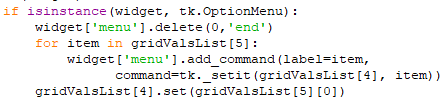 if isinstance(widget, tk.OptionMenu):
    widget['menu'].delete(0,'end')
    for item in gridValsList[5]:
        widget['menu'].add_command(label=item,
                command=tk._setit(gridValsList[4], item))
    gridValsList[4].set(gridValsList[5][0])